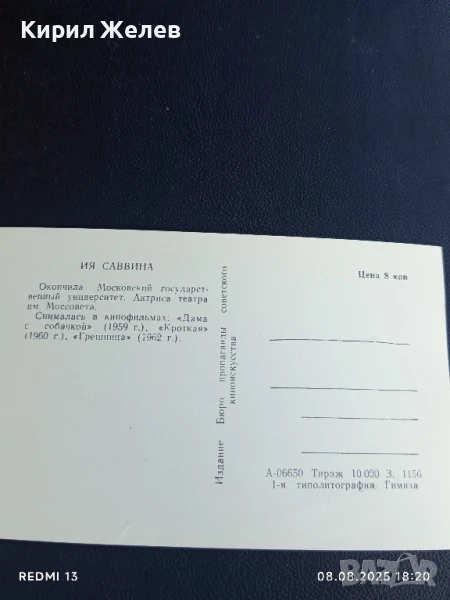 Кирил Желев
ИЯ САВВИНА
Окончила Московский государст-
венный университет. Актриса театра
им. Моссовета.
Снималась в кинофильмах: «Дама
с собачкой» (1959 г.), «Кроткая»
(1960 г.), «Грешница» (1962 г.).
Издание Бюро пропаганды советского
киноискусства
Цена 8 коп
А-06650 Тираж 10 000 З. 1156
1-я типолитография Гимиза
REDMI 13
08.08.2025 18:20
BAZAR